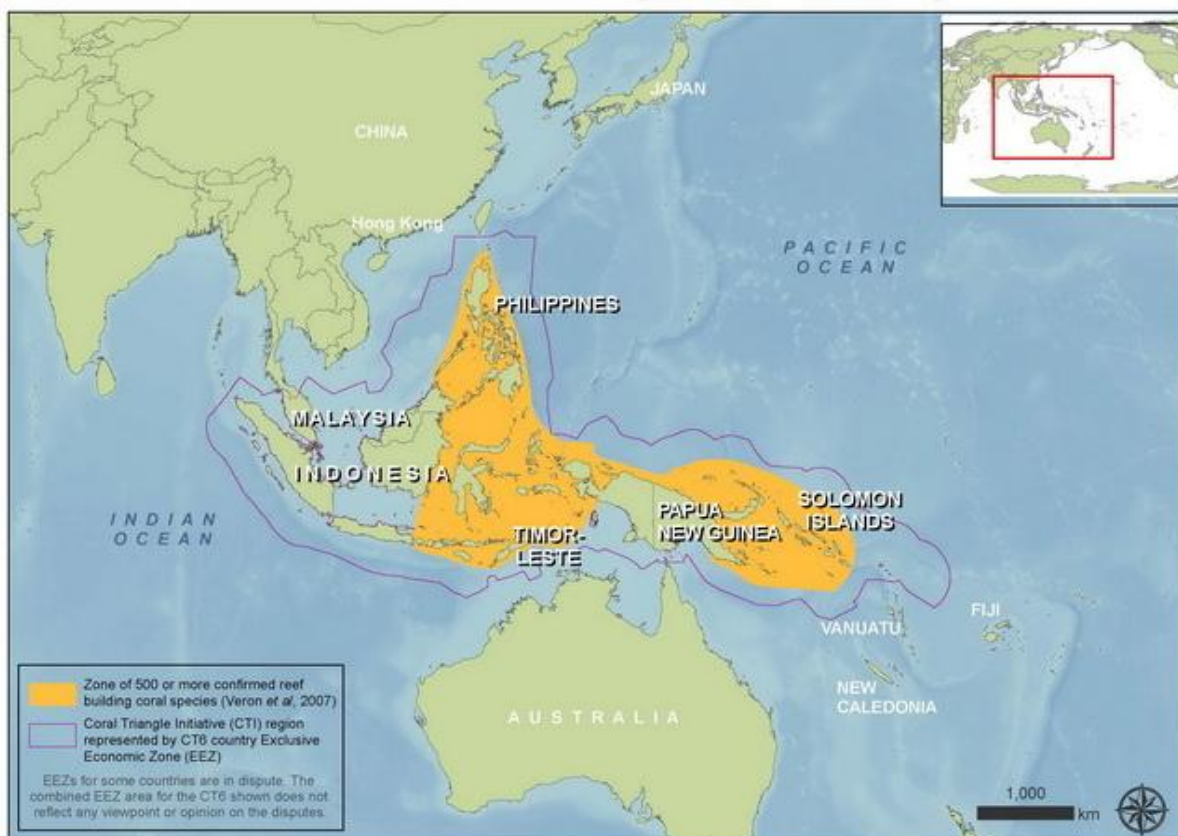 JAPAN
CHINA
Hong Kong
PACIFIC
OCEAN
PHILIPPINES
MALAYSIA
INDONESIA
INDIAN
OCEAN
TIMOR-
LESTE
PAPUA
NEW GUINEA
SOLOMON
ISLANDS
VANUATU
FIJI
NEW
CALEDONIA
AUSTRALIA
Zone of 500 or more confirmed reef
building coral species (Veron et al, 2007)
Coral Triangle Initiative (CTI) region
represented by CT6 country Exclusive
Economic Zone (EEZ)
EEZs for some countries are in dispute. The
combined EEZ area for the CT6 shown does not
reflect any viewpoint or opinion on the disputes.
1,000
km